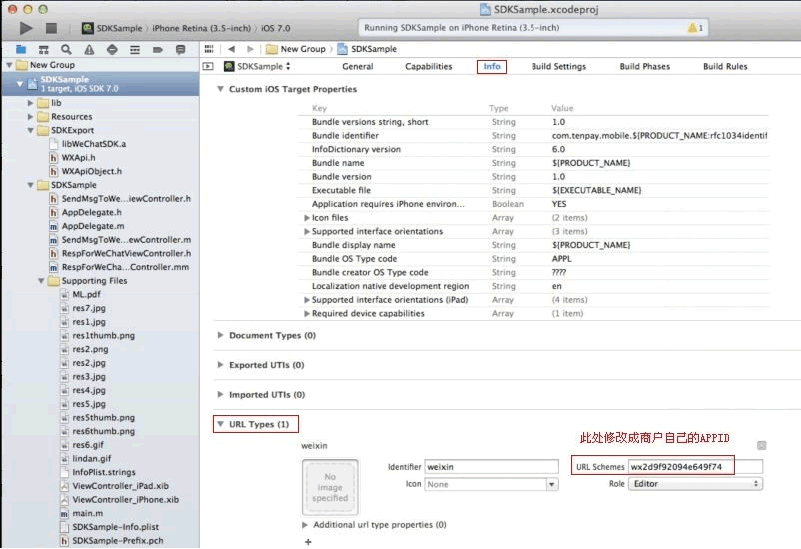 SDKSample.xcodeproj
SDKSample iPhone Retina (3.5-inch) iOS 7.0
Running SDKSample on iPhone Retina (3.5-inch)
1
New Group
SDKSample
1 target, iOS SDK 7.0
lib
Resources
SDKExport
libWeChatSDK.a
WXApi.h
WXApiObject.h
SDKSample
SendMsgToWe...iewController.h
AppDelegate.h
AppDelegate.m
SendMsgToWe...ewController.m
RespForWeChatViewController.h
RespForWeCha...Controller.mm
Supporting Files
ML.pdf
res7.jpg
res1.jpg
res1thumb.png
res2.png
res2.jpg
res3.jpg
res4.jpg
res5.jpg
res5thumb.png
res6thumb.png
res6.gif
lindan.gif
InfoPlist.strings
ViewController_iPad.xib
ViewController_iPhone.xib
main.m
SDKSample-Info.plist
SDKSample-Prefix.pch
New Group SDKSample
SDKSample General Capabilities Info Build Settings Build Phases Build Rules
Custom iOS Target Properties
Key Type Value
Bundle versions string, short String 1.0
Bundle identifier String com.tenpay.mobile.${PRODUCT_NAME:rfc1034identif
InfoDictionary version String 6.0
Bundle name String ${PRODUCT_NAME}
Bundle version String 1.0
Executable file String ${EXECUTABLE_NAME}
Application requires iPhone environ... Boolean YES
Icon files Array (2 items)
Supported interface orientations Array (3 items)
Bundle display name String ${PRODUCT_NAME}
Bundle OS Type code String APPL
Bundle creator OS Type code String ????
Localization native development region String en
Supported interface orientations (iPad) Array (4 items)
Required device capabilities Array (1 item)
Document Types (0)
Exported UTIs (0)
Imported UTIs (0)
URL Types (1)
此处修改成商户自己的APPID
weixin
No image specified
Identifier weixin URL Schemes wx2d9f92094e649f74
Icon None Role Editor
Additional url type properties (0)